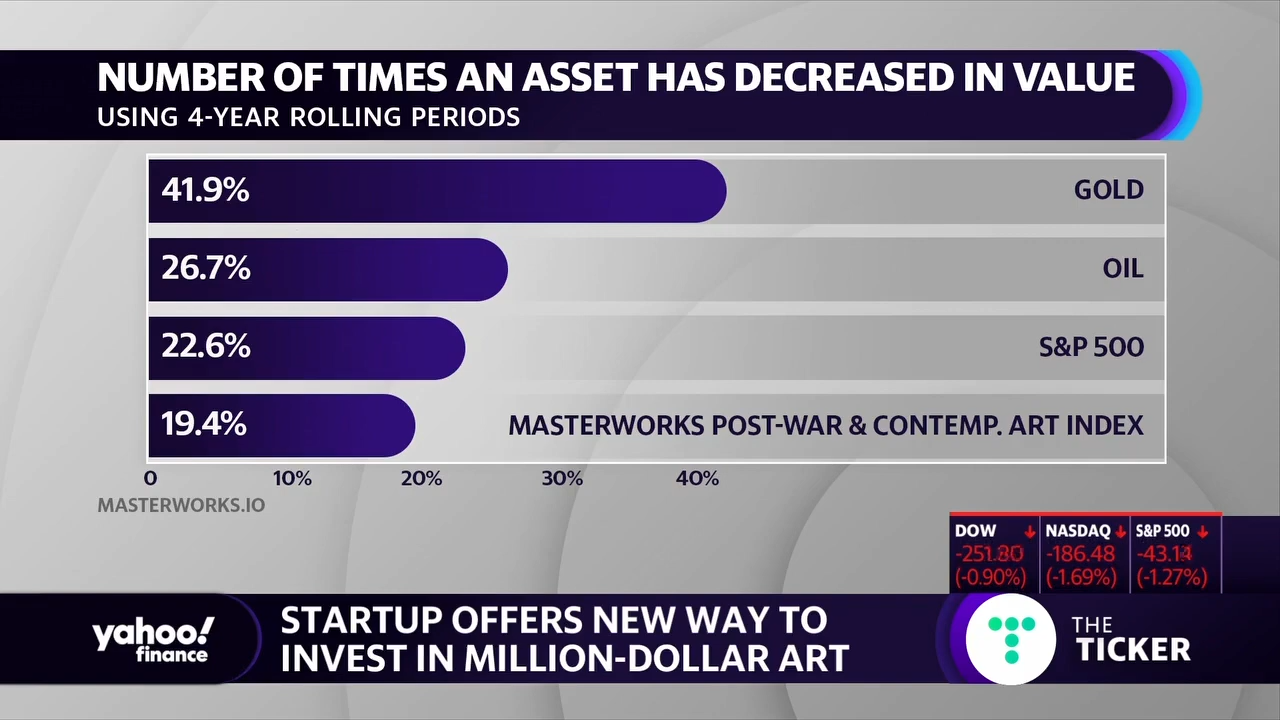 NUMBER OF TIMES AN ASSET HAS DECREASED IN VALUE
USING 4-YEAR ROLLING PERIODS
41.9% GOLD
26.7% OIL
22.6% S&P 500
19.4% MASTERWORKS POST-WAR & CONTEMP. ART INDEX
0 10% 20% 30% 40%
MASTERWORKS.IO
DOW NASDAQ S&P 500
-251.80 -186.48 -43.14
(-0.90%) (-1.69%) (-1.27%)
yahoo!
finance
STARTUP OFFERS NEW WAY TO
INVEST IN MILLION-DOLLAR ART
THE
TICKER